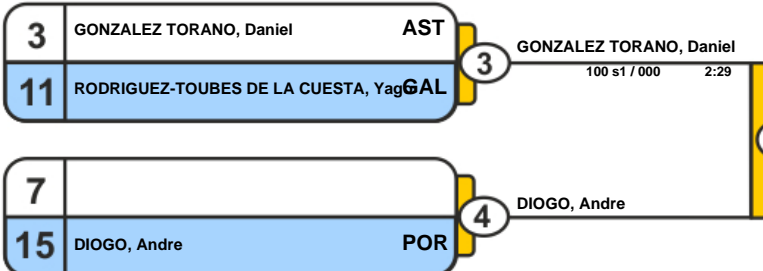 3 GONZALEZ TORANO, Daniel AST
11 RODRIGUEZ-TOUBES DE LA CUESTA, Yago GAL
3
GONZALEZ TORANO, Daniel
100 s1 / 000 2:29
7
15 DIOGO, Andre POR
4
DIOGO, Andre